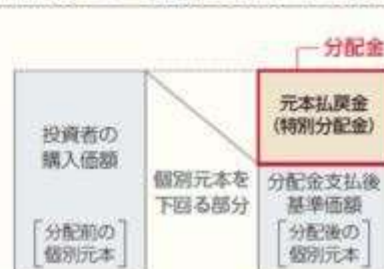 分配金
元本払戻金
(特別分配金)
投資者の
購入価額
個別元本を
下回る部分
分配金支払後
基準価額
[分配前の
個別元本]
[分配後の
個別元本]